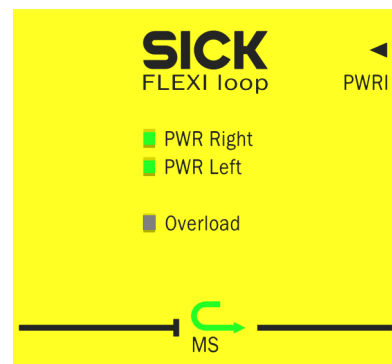 SICK
FLEXI loop
PWRI
PWR Right
PWR Left
Overload
MS